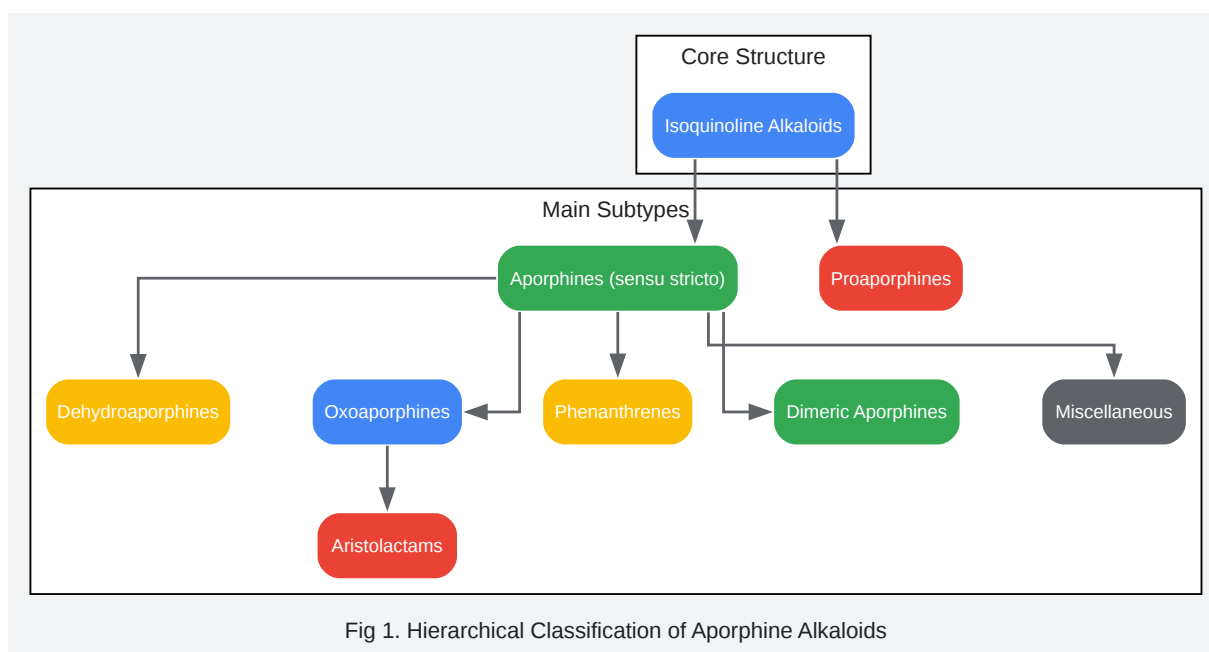 Core Structure
Isoquinoline Alkaloids
Main Subtypes
Aporphines (sensu stricto)
Proaporphines
Dehydroaporphines
Oxoaporphines
Phenanthrenes
Dimeric Aporphines
Miscellaneous
Aristolactams
Fig 1. Hierarchical Classification of Aporphine Alkaloids